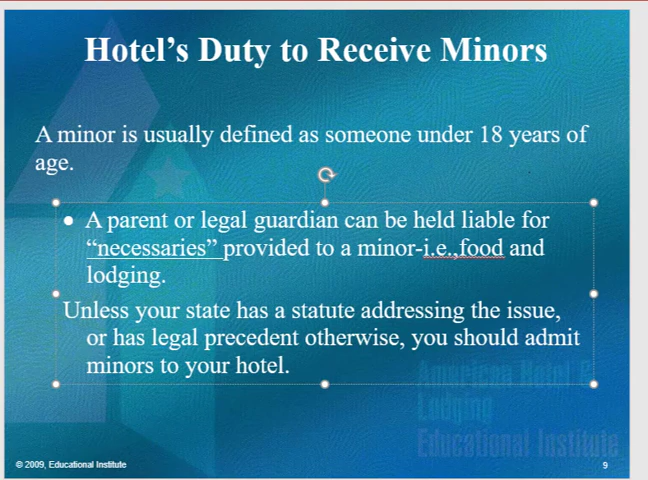 Hotel's Duty to Receive Minors
A minor is usually defined as someone under 18 years of
age.
• A parent or legal guardian can be held liable for
“necessaries” provided to a minor-i.e.,food and
lodging.
Unless your state has a statute addressing the issue,
or has legal precedent otherwise, you should admit
minors to your hotel.
American Hotel &
Lodging
Educational Institute
© 2009, Educational Institute
9